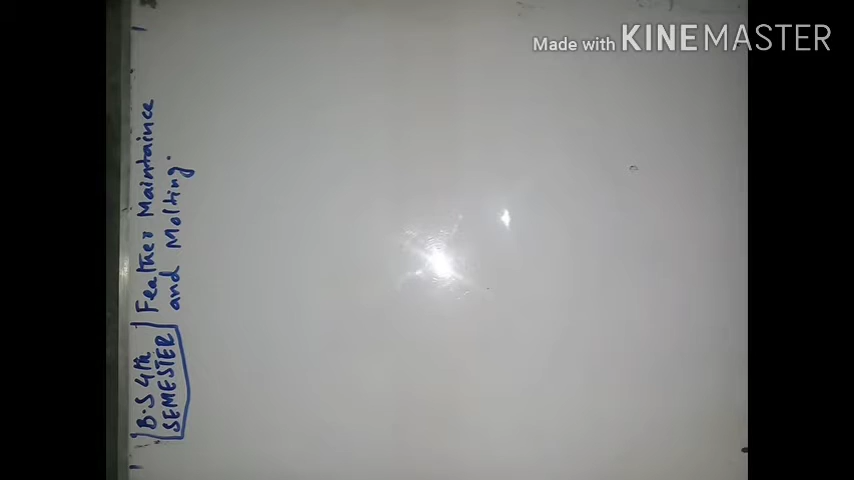 Made with KINEMASTER
B.S 4th
SEMESTER
Feather Maintaince
and Molting.